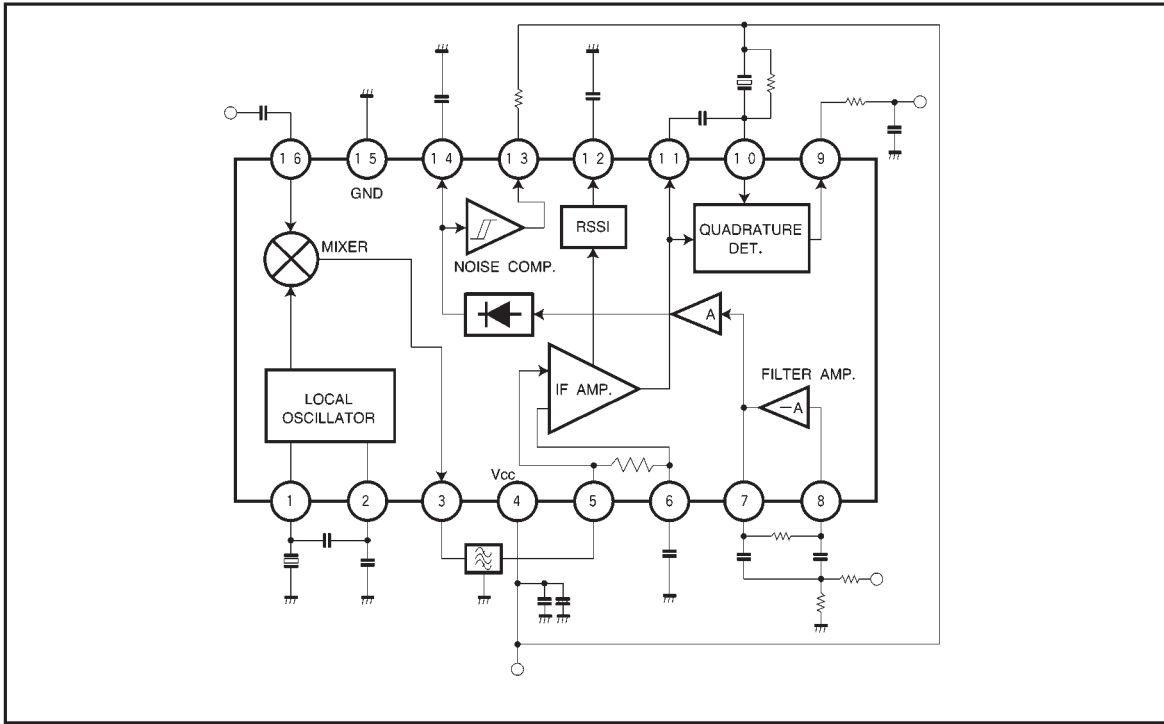 16 15 14 13 12 11 10 9
GND
MIXER
NOISE COMP.
RSSI
QUADRATURE
DET.
A
FILTER AMP.
−A
IF AMP.
LOCAL
OSCILLATOR
Vcc
1 2 3 4 5 6 7 8